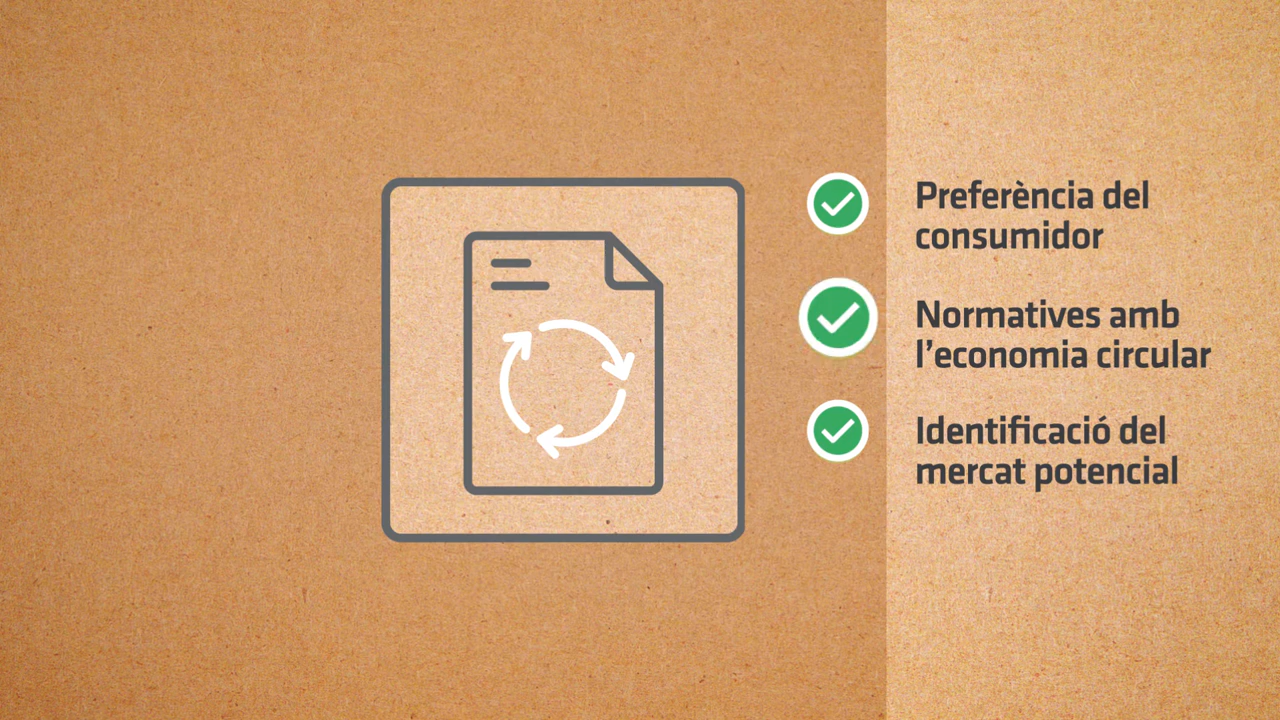 Preferència del
consumidor
Normatives amb
l’economia circular
Identificació del
mercat potencial